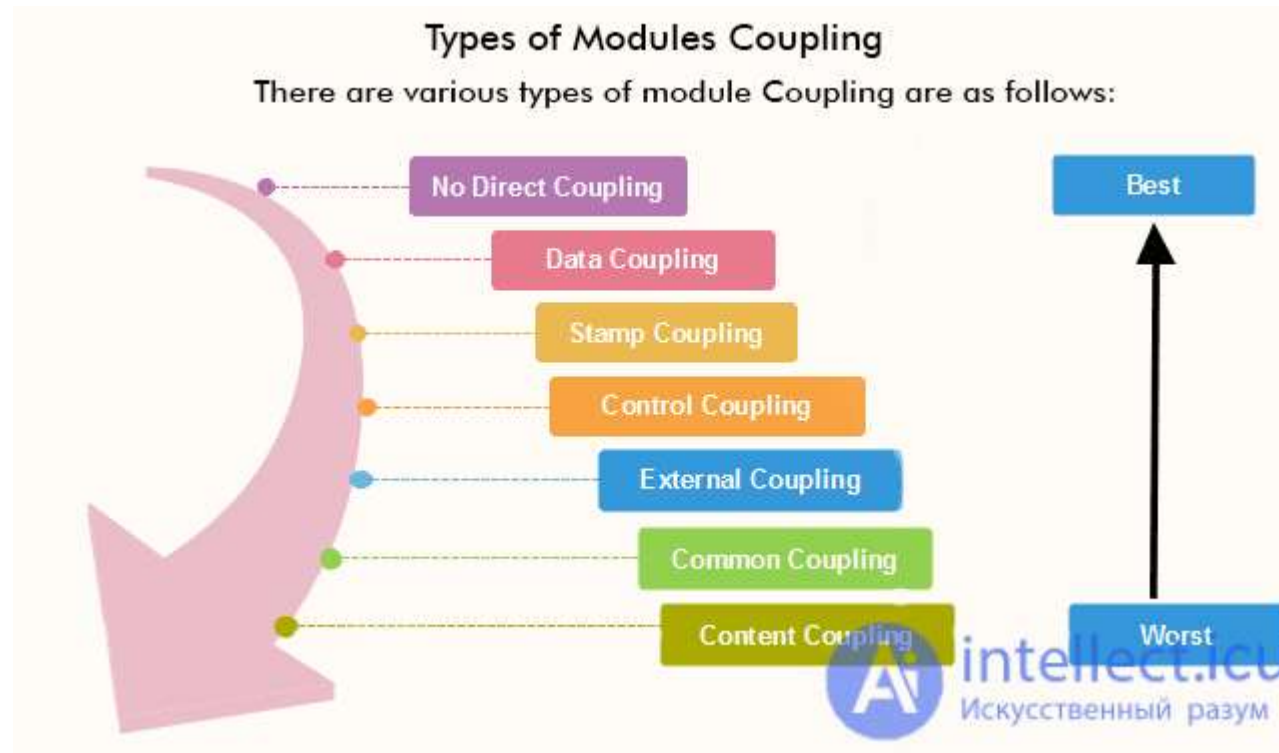 Types of Modules Coupling
There are various types of module Coupling are as follows:
No Direct Coupling
Best
Data Coupling
Stamp Coupling
Control Coupling
External Coupling
Common Coupling
Content Coupling
Worst
Ai
intellect.icu
Искусственный разум